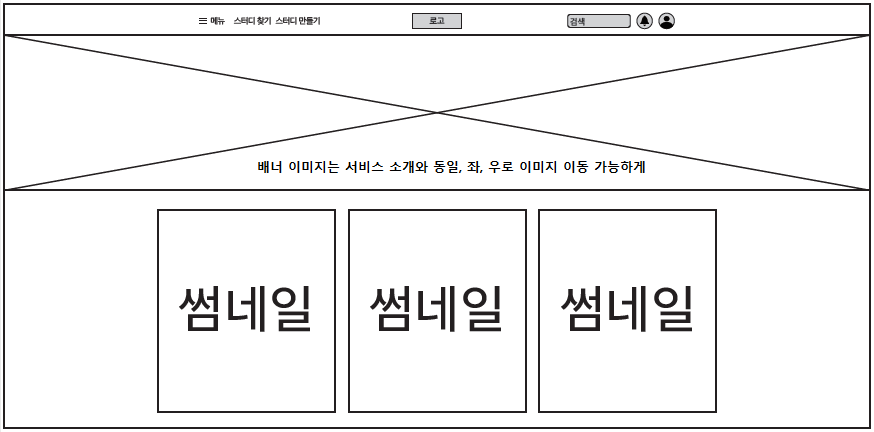 메뉴 스터디 찾기 스터디 만들기 로고 검색
배너 이미지는 서비스 소개와 동일, 좌, 우로 이미지 이동 가능하게
썸네일 썸네일 썸네일